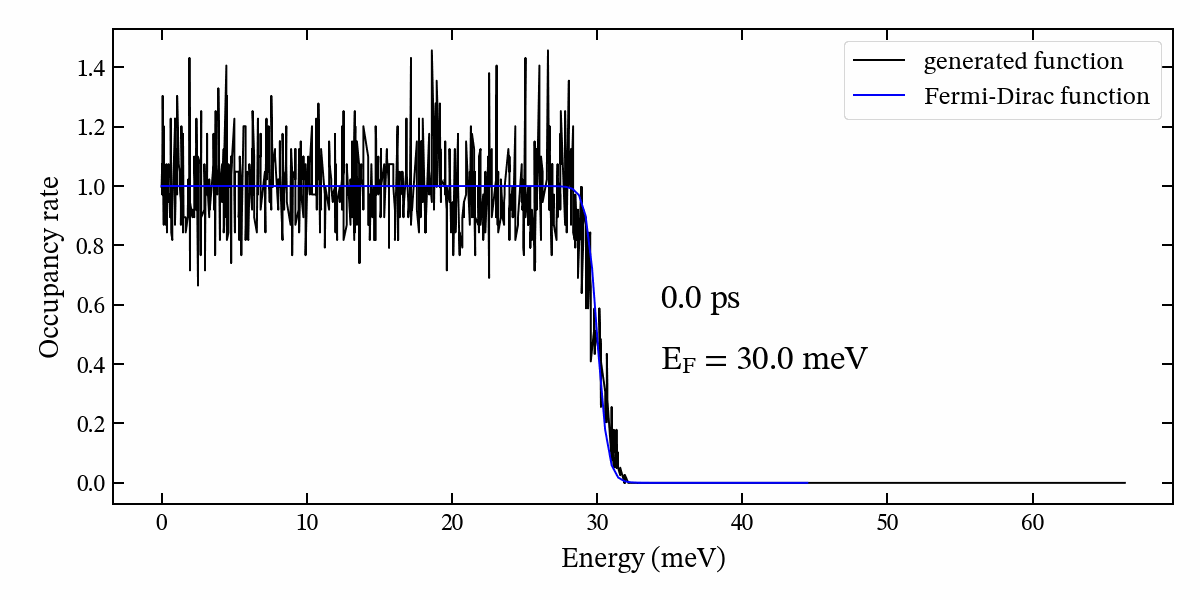 generated function
Fermi-Dirac function
1.4
1.2
1.0
0.8
0.6
0.4
0.2
0.0
Occupancy rate
0.0 ps
E_F = 30.0 meV
0 10 20 30 40 50 60
Energy (meV)